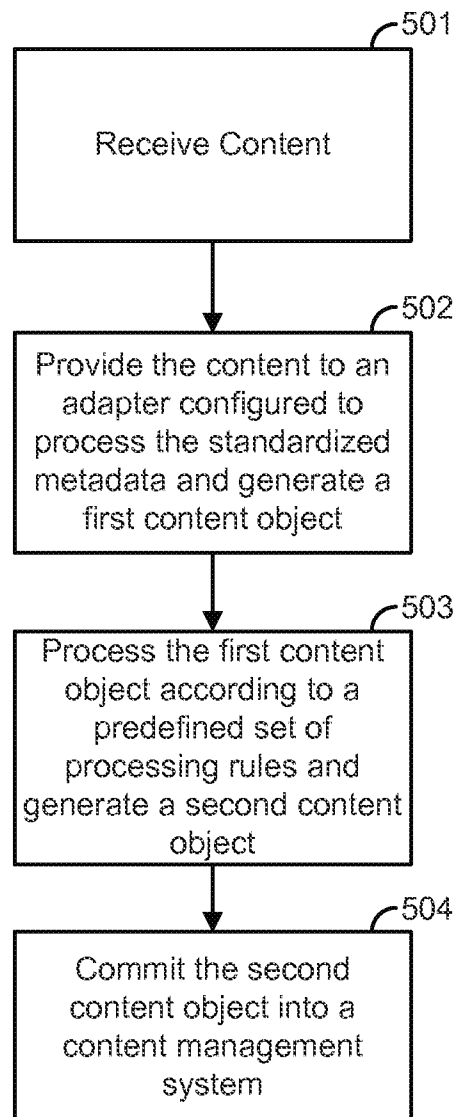 501
Receive Content
502
Provide the content to an
adapter configured to
process the standardized
metadata and generate a
first content object
503
Process the first content
object according to a
predefined set of
processing rules and
generate a second content
object
504
Commit the second
content object into a
content management
system